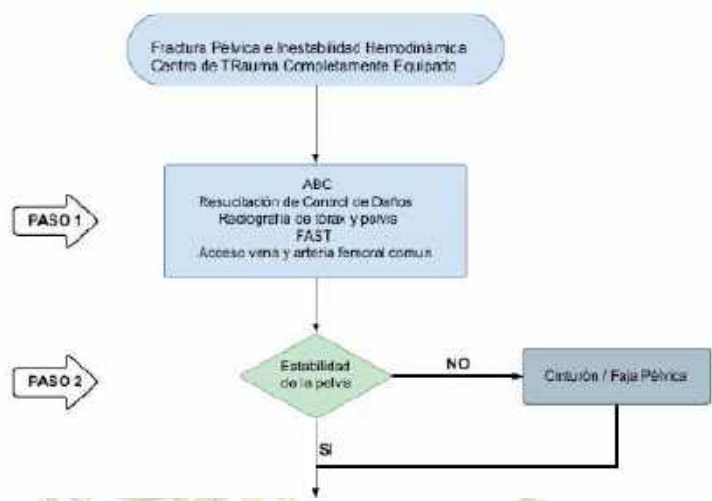 Fractura Pélvica e Inestabilidad Hemodinámica
Centro de TRauma Completamente Equipado
PASO 1
ABC
Resucitación de Control de Daños
Radiografía de tórax y pelvis
FAST
Acceso vena y arteria femoral comun
PASO 2
Estabilidad
de la pelvis
NO
Cinturón / Faja Pélvica
SI